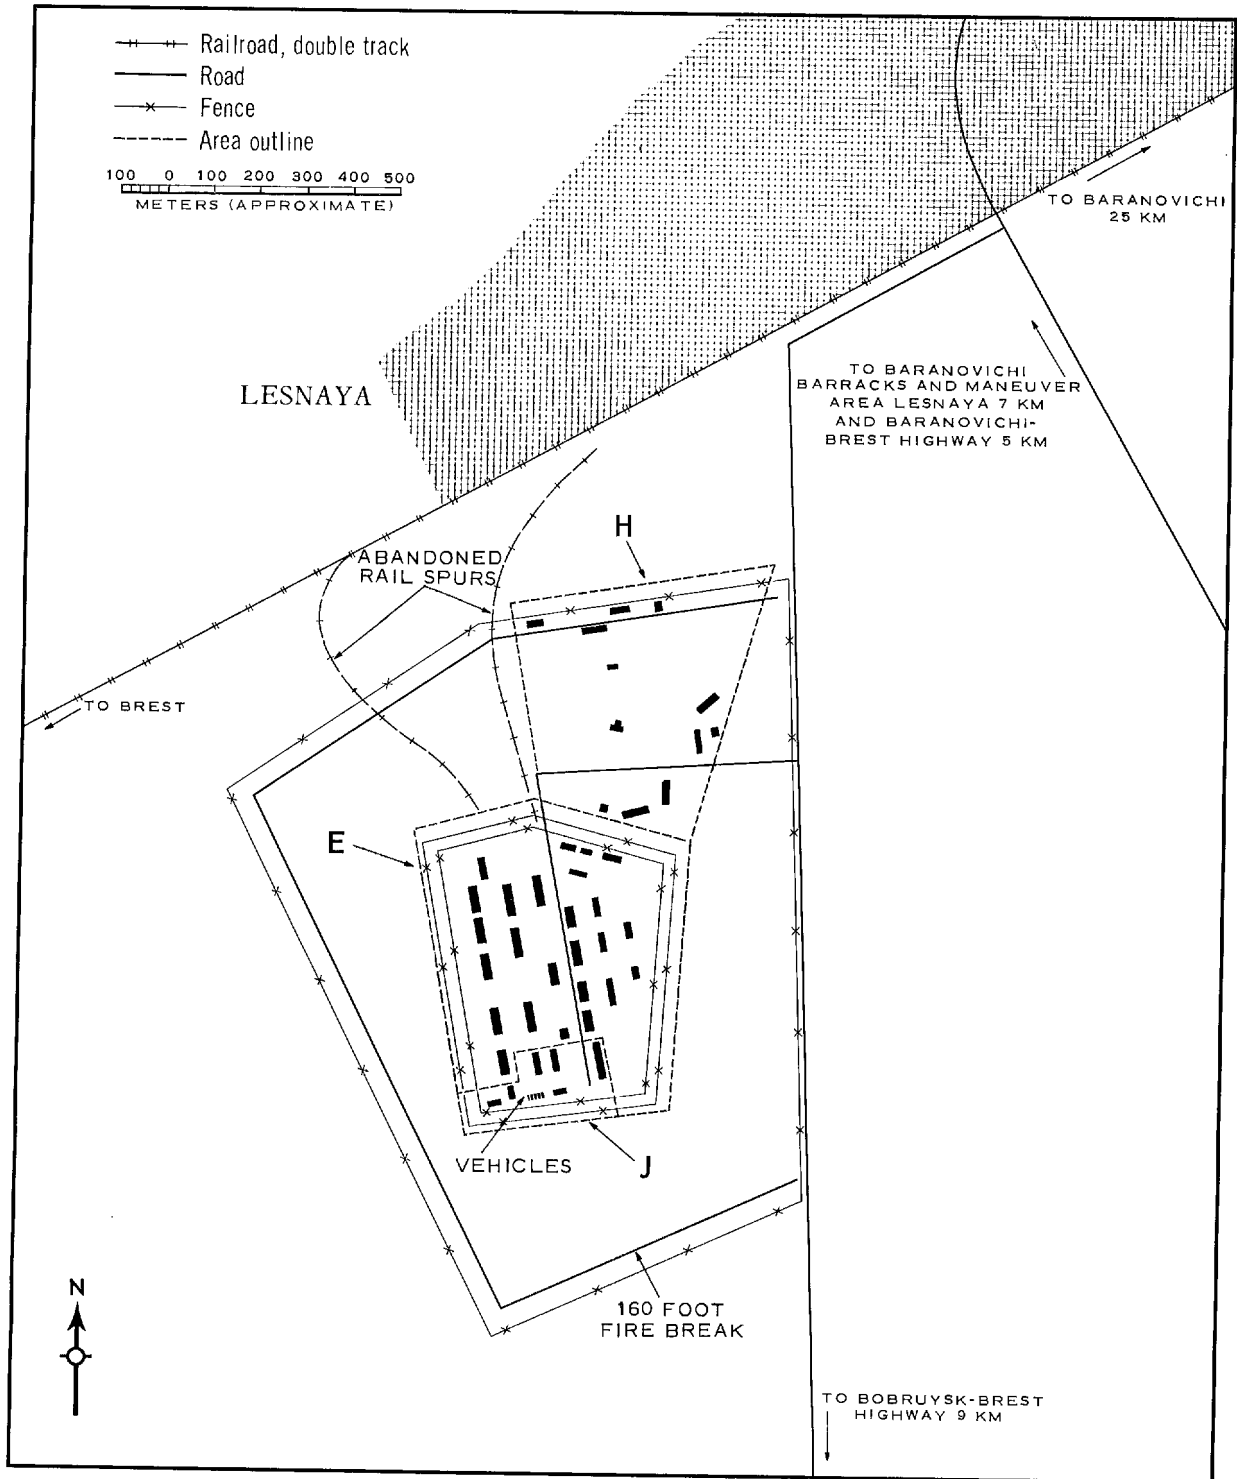 Railroad, double track
Road
Fence
Area outline
100 0 100 200 300 400 500
METERS (APPROXIMATE)
TO BARANOVICHI
25 KM
LESNAYA
TO BARANOVICHI
BARRACKS AND MANEUVER
AREA LESNAYA 7 KM
AND BARANOVICHI-
BREST HIGHWAY 5 KM
H
ABANDONED
RAIL SPURS
TO BREST
E
VEHICLES
J
N
160 FOOT
FIRE BREAK
TO BOBRUYSK-BREST
HIGHWAY 9 KM